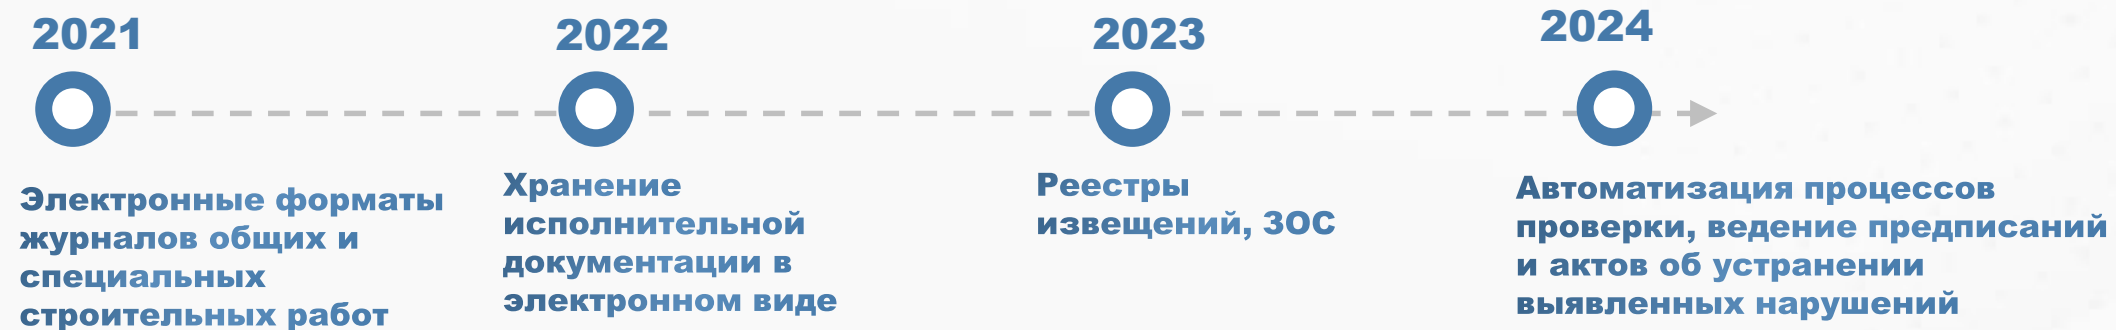 2021
Электронные форматы
журналов общих и
специальных
строительных работ
2022
Хранение
исполнительной
документации в
электронном виде
2023
Реестры
извещений, ЗОС
2024
Автоматизация процессов
проверки, ведение предписаний
и актов об устранении
выявленных нарушений